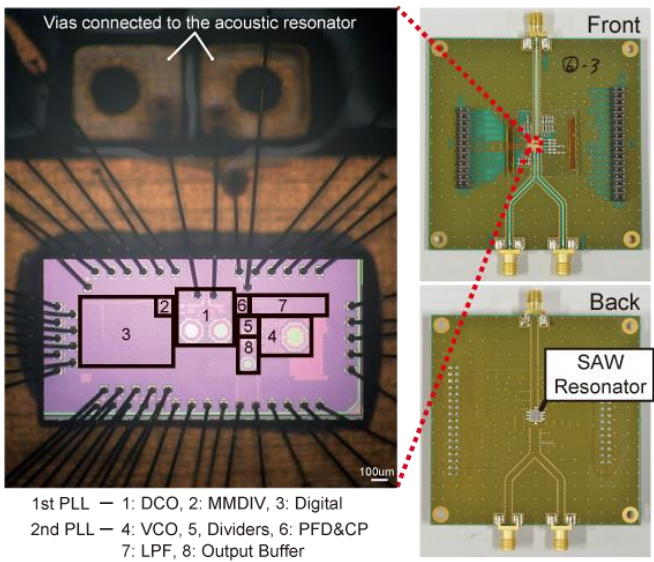 Vias connected to the acoustic resonator
Front
6-3
2
6
7
1
3
5
4
8
100um
Back
SAW
Resonator
1st PLL — 1: DCO, 2: MMDIV, 3: Digital
2nd PLL — 4: VCO, 5, Dividers, 6: PFD&CP
7: LPF, 8: Output Buffer